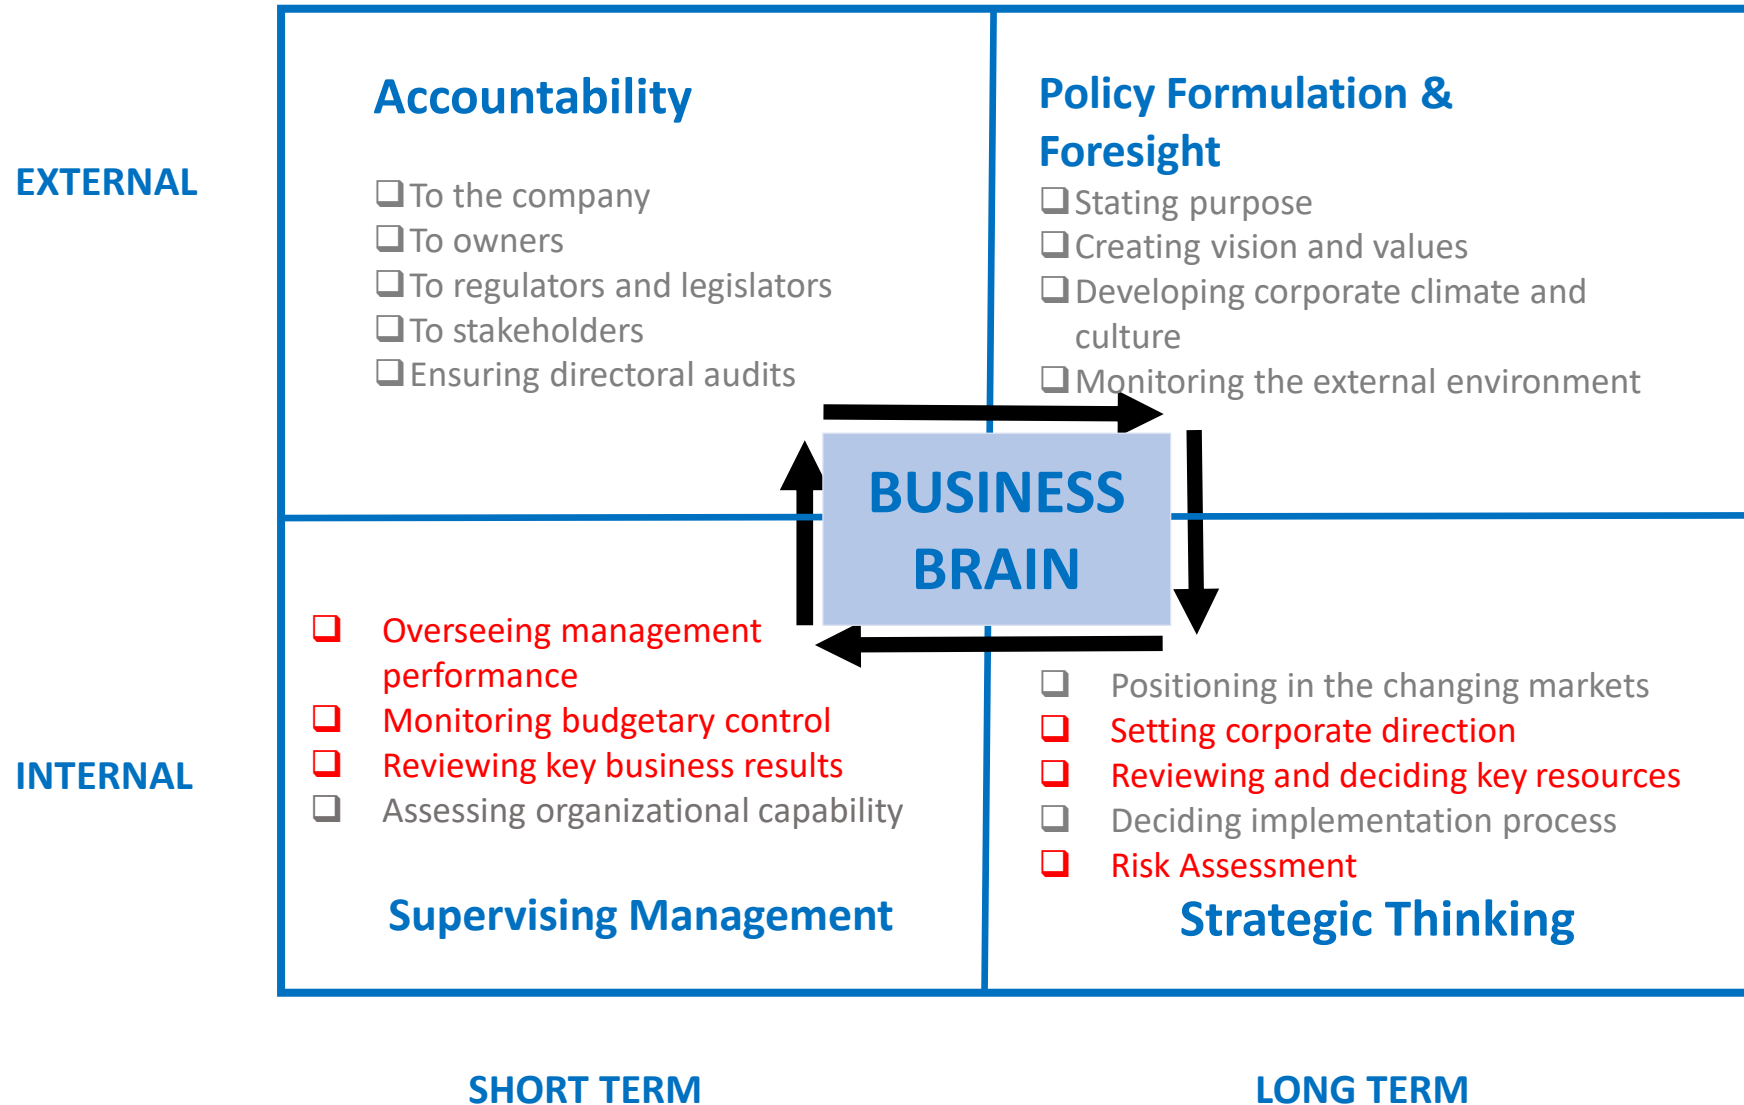 EXTERNAL
Accountability
To the company
To owners
To regulators and legislators
To stakeholders
Ensuring directoral audits
Policy Formulation &
Foresight
Stating purpose
Creating vision and values
Developing corporate climate and
culture
Monitoring the external environment
BUSINESS
BRAIN
INTERNAL
Overseeing management
performance
Monitoring budgetary control
Reviewing key business results
Assessing organizational capability
Supervising Management
Positioning in the changing markets
Setting corporate direction
Reviewing and deciding key resources
Deciding implementation process
Risk Assessment
Strategic Thinking
SHORT TERM
LONG TERM